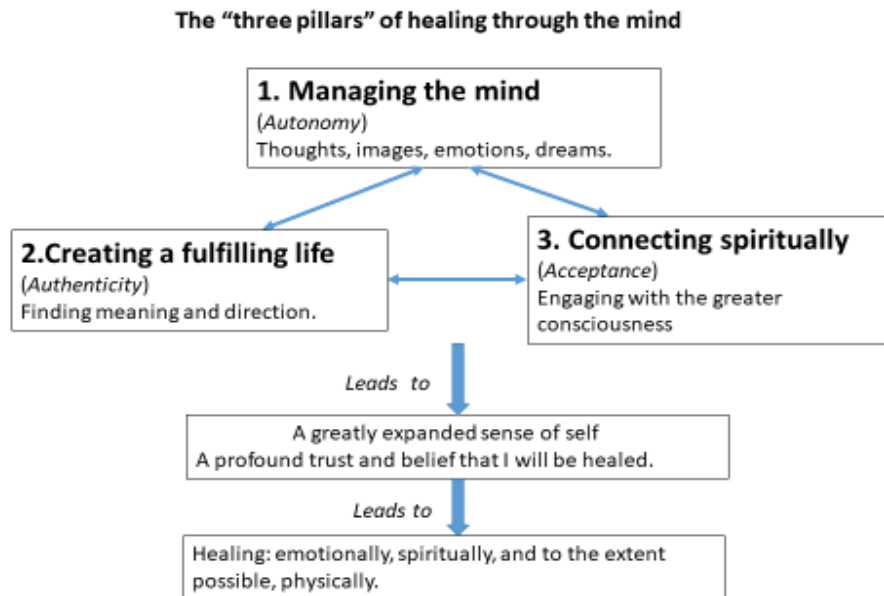 The “three pillars” of healing through the mind
1. Managing the mind
(Autonomy)
Thoughts, images, emotions, dreams.
2.Creating a fulfilling life
(Authenticity)
Finding meaning and direction.
3. Connecting spiritually
(Acceptance)
Engaging with the greater
consciousness
Leads to
A greatly expanded sense of self
A profound trust and belief that I will be healed.
Leads to
Healing: emotionally, spiritually, and to the extent
possible, physically.